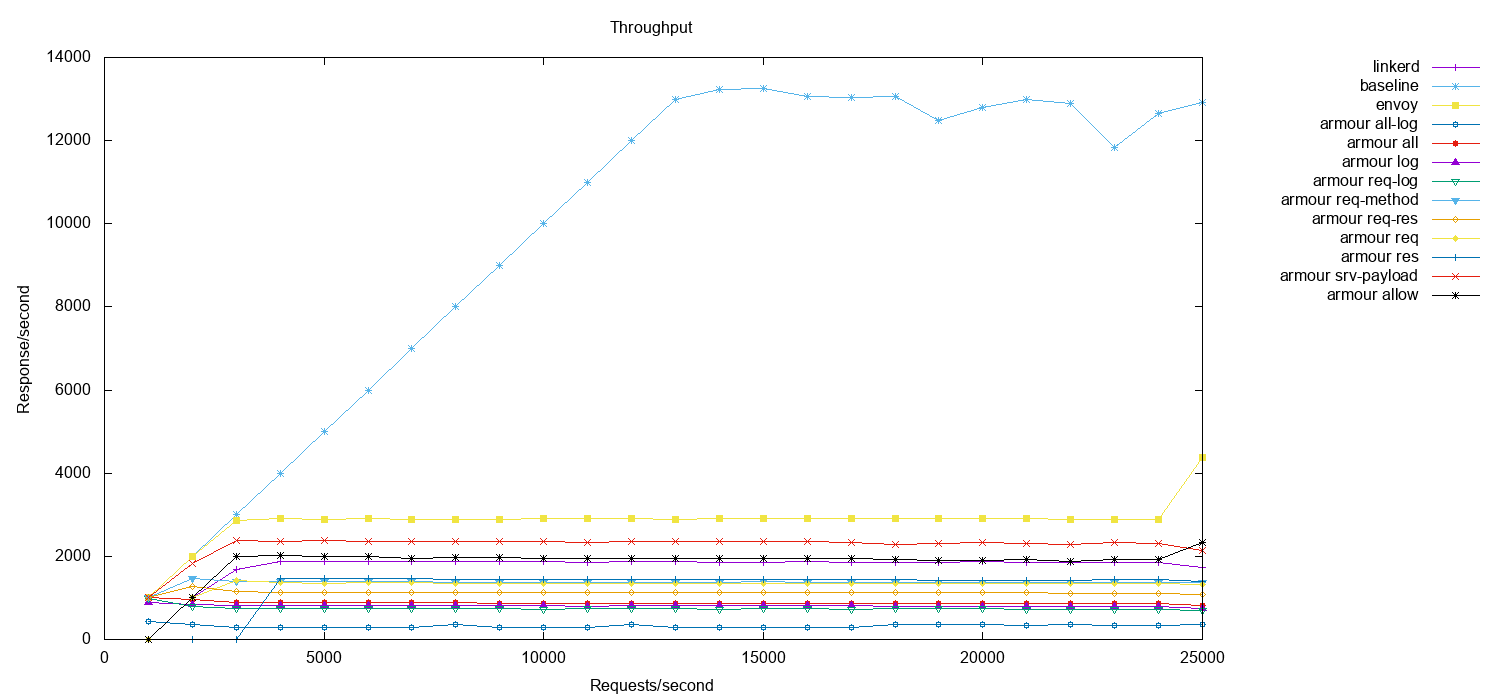 Throughput
14000
12000
10000
8000
6000
4000
2000
0
Response/second
0 5000 10000 15000 20000 25000
Requests/second
linkerd
baseline
envoy
armour all-log
armour all
armour log
armour req-log
armour req-method
armour req-res
armour req
armour res
armour srv-payload
armour allow